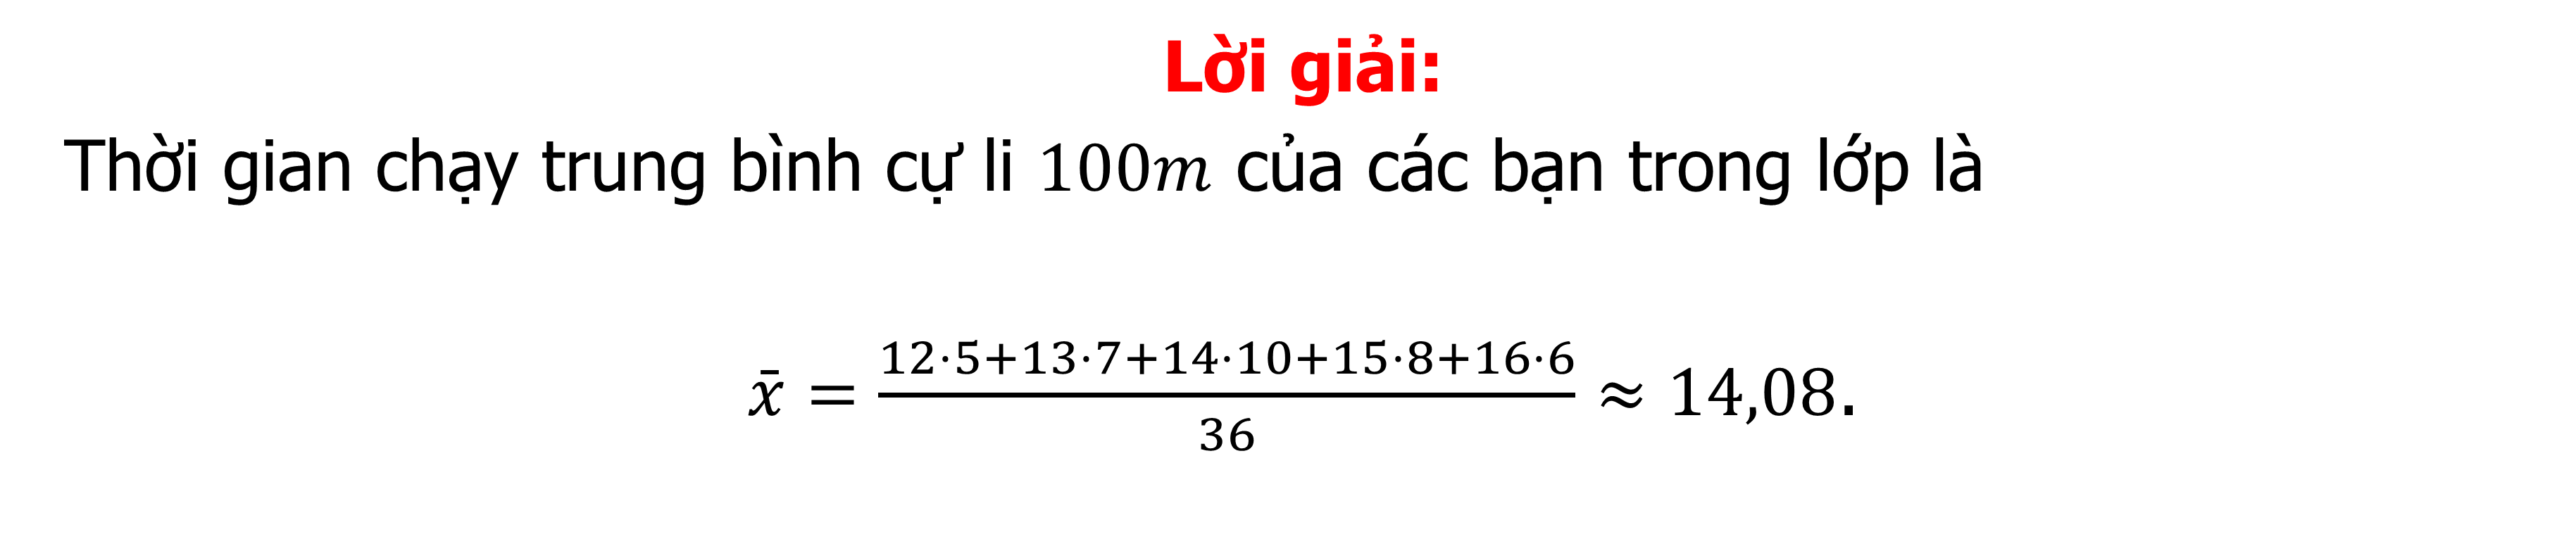 Lời giải:
Thời gian chạy trung bình cự li 100m của các bạn trong lớp là
x̄ = \frac{12·5+13·7+14·10+15·8+16·6}{36} ≈ 14,08.